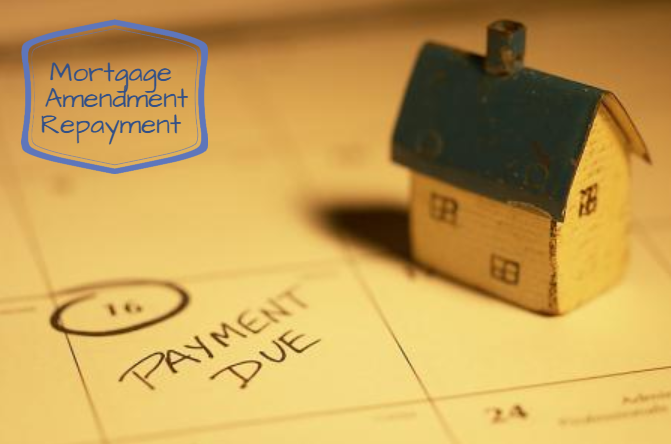 Mortgage
Amendment
Repayment
16
PAYMENT
DUE
24